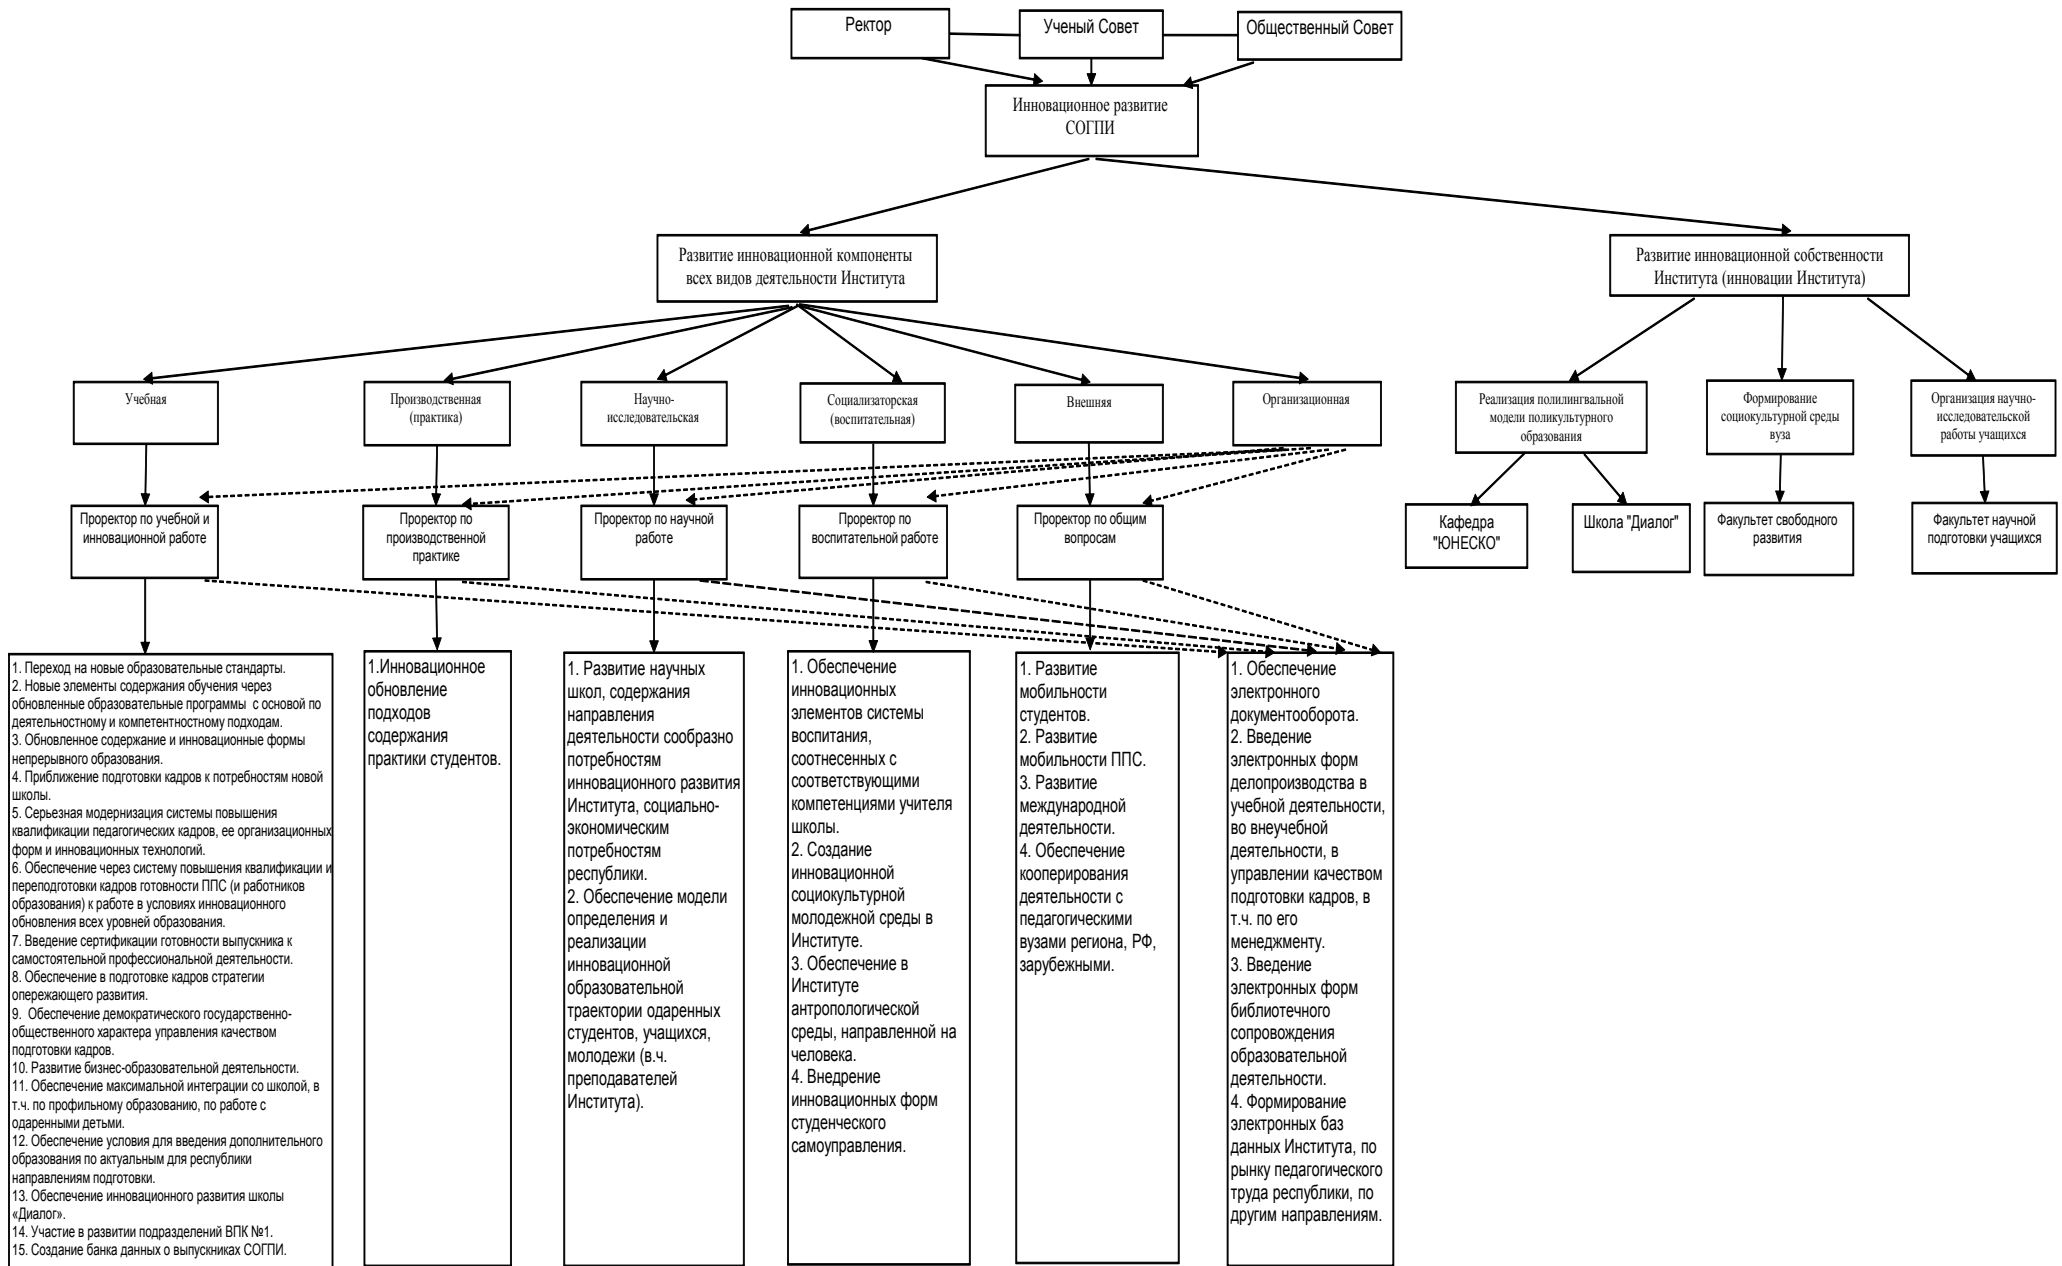 Ректор
Ученый Совет
Общественный Совет
Инновационное развитие
СОГПИ
Развитие инновационной компоненты
всех видов деятельности Института
Развитие инновационной собственности
Института (инновации Института)
Учебная
Производственная
(практика)
Научно-
исследовательская
Социализаторская
(воспитательная)
Внешняя
Организационная
Реализация полилингвальной
модели поликультурного
образования
Формирование
социокультурной среды
вуза
Организация научно-
исследовательской
работы учащихся
Проректор по учебной и
инновационной работе
Проректор по
производственной
практике
Проректор по научной
работе
Проректор по
воспитательной работе
Проректор по общим
вопросам
Кафедра
"ЮНЕСКО"
Школа "Диалог"
Факультет свободного
развития
Факультет научной
подготовки учащихся
1. Переход на новые образовательные стандарты.
2. Новые элементы содержания обучения через
обновленные образовательные программы  с основой по
деятельностному и компетентностному подходам.
3. Обновленное содержание и инновационные формы
непрерывного образования.
4. Приближение подготовки кадров к потребностям новой
школы.
5. Серьезная модернизация системы повышения
квалификации педагогических кадров, ее организационных
форм и инновационных технологий.
6. Обеспечение через систему повышения квалификации и
переподготовки кадров готовности ППС (и работников
образования) к работе в условиях инновационного
обновления всех уровней образования.
7. Введение сертификации готовности выпускника к
самостоятельной профессиональной деятельности.
8. Обеспечение в подготовке кадров стратегии
опережающего развития.
9.  Обеспечение демократического государственно-
общественного характера управления качеством
подготовки кадров.
10. Развитие бизнес-образовательной деятельности.
11. Обеспечение максимальной интеграции со школой, в
т.ч. по профильному образованию, по работе с
одаренными детьми.
12. Обеспечение условия для введения дополнительного
образования по актуальным для республики
направлениям подготовки.
13. Обеспечение инновационного развития школы
«Диалог».
14. Участие в развитии подразделений ВПК №1.
15. Создание банка данных о выпускниках СОГПИ.
1.Инновационное
обновление
подходов
содержания
практики студентов.
1. Развитие научных
школ, содержания
направления
деятельности сообразно
потребностям
инновационного развития
Института, социально-
экономическим
потребностям
республики.
2. Обеспечение модели
определения и
реализации
инновационной
образовательной
траектории одаренных
студентов, учащихся,
молодежи (в.ч.
преподавателей
Института).
1. Обеспечение
инновационных
элементов системы
воспитания,
соотнесенных с
соответствующими
компетенциями учителя
школы.
2. Создание
инновационной
социокультурной
молодежной среды в
Институте.
3. Обеспечение в
Институте
антропологической
среды, направленной на
человека.
4. Внедрение
инновационных форм
студенческого
самоуправления.
1. Развитие
мобильности
студентов.
2. Развитие
мобильности ППС.
3. Развитие
международной
деятельности.
4. Обеспечение
кооперирования
деятельности с
педагогическими
вузами региона, РФ,
зарубежными.
1. Обеспечение
электронного
документооборота.
2. Введение
электронных форм
делопроизводства в
учебной деятельности,
во внеучебной
деятельности, в
управлении качеством
подготовки кадров, в
т.ч. по его
менеджменту.
3. Введение
электронных форм
библиотечного
сопровождения
образовательной
деятельности.
4. Формирование
электронных баз
данных Института, по
рынку педагогического
труда республики, по
другим направлениям.